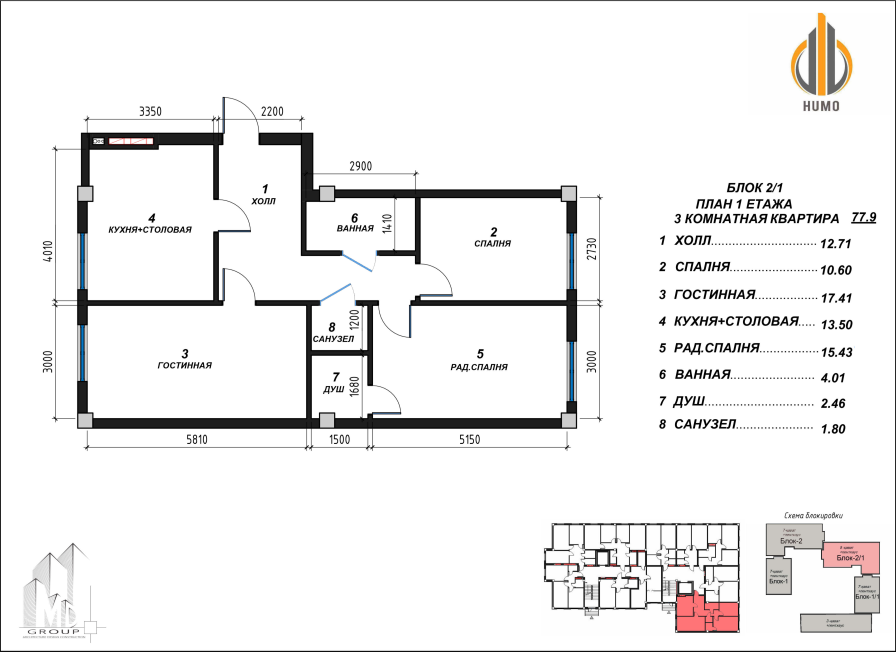 HUMO
3350
2200
2900
1
ХОЛЛ
4
КУХНЯ+СТОЛОВАЯ
6
ВАННАЯ
1410
2
СПАЛНЯ
4010
2730
БЛОК 2/1
ПЛАН 1 ЕТАЖА
3 КОМНАТНАЯ КВАРТИРА 77.9
1 ХОЛЛ 12.71
2 СПАЛНЯ 10.60
3 ГОСТИННАЯ 17.41
4 КУХНЯ+СТОЛОВАЯ 13.50
5 РАД.СПАЛНЯ 15.43
6 ВАННАЯ 4.01
7 ДУШ 2.46
8 САНУЗЕЛ 1.80
8
САНУЗЕЛ
1200
3
ГОСТИННАЯ
5
РАД.СПАЛНЯ
3000
3000
7
ДУШ
1680
5810
1500
5150
Схема блокировки
Блок-2
Блок-2/1
Блок-1
Блок-1/1
MD
GROUP